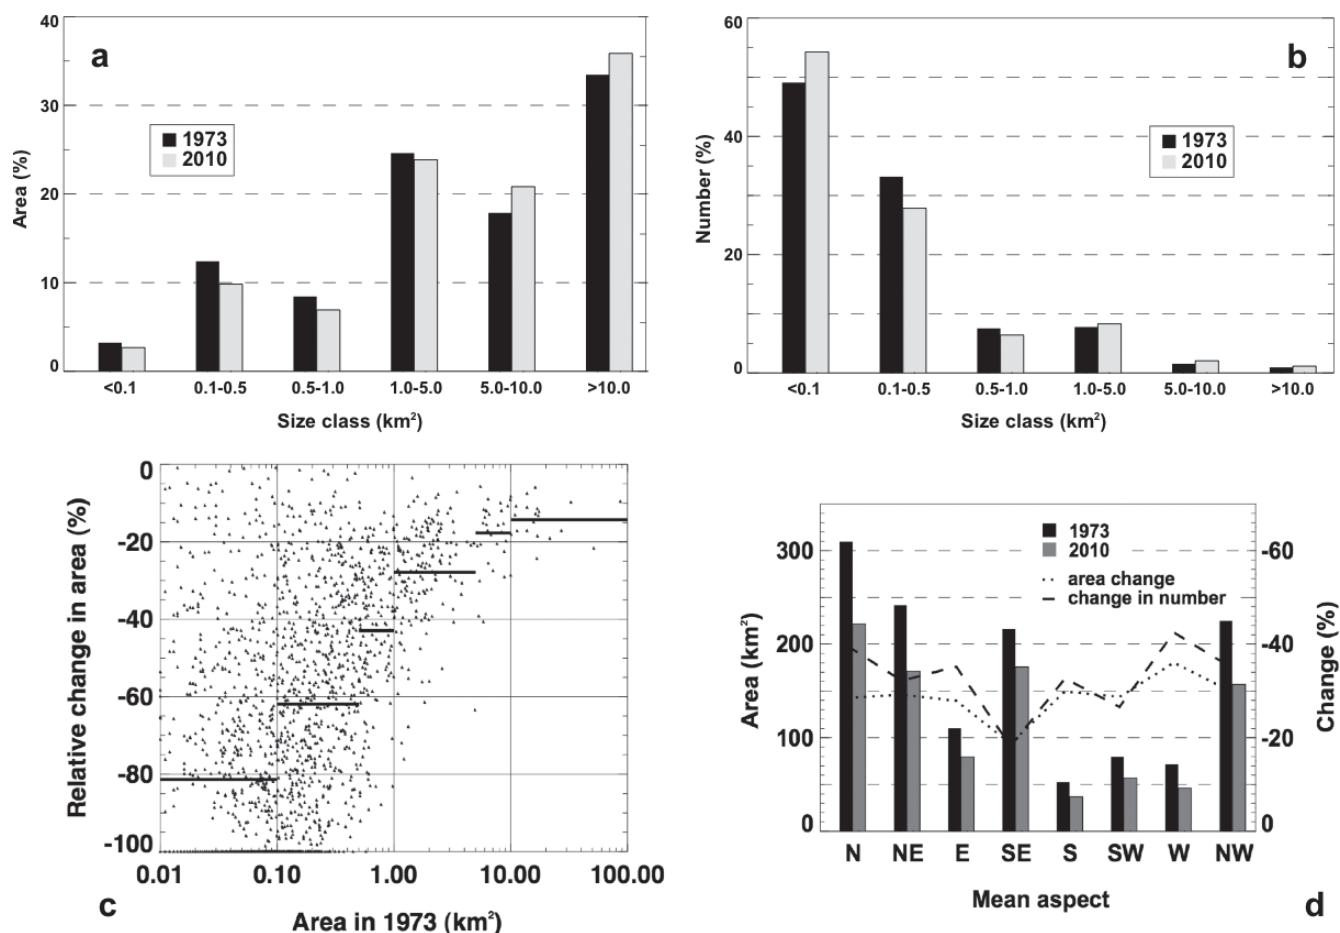 a
40
30
20
10
0
Area (%)
1973
2010
<0.1 0.1-0.5 0.5-1.0 1.0-5.0 5.0-10.0 >10.0
Size class (km²)
b
60
50
40
30
20
0
Number (%)
1973
2010
<0.1 0.1-0.5 0.5-1.0 1.0-5.0 5.0-10.0 >10.0
Size class (km²)
0
-20
-40
-60
-80
-100
Relative change in area (%)
0.01 0.10 1.00 10.00 100.00
c
Area in 1973 (km²)
1973
2010
area change
change in number
300
200
100
0
Area (km²)
-60
-40
-20
0
Change (%)
N NE E SE S SW W NW
Mean aspect
d